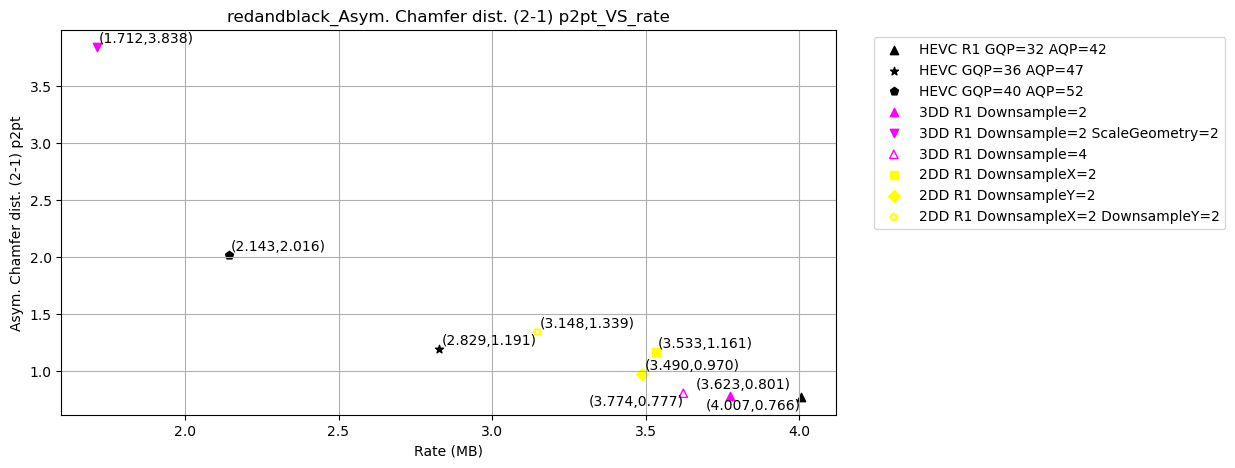 redandblack_Asym. Chamfer dist. (2-1) p2pt_VS_rate
(1.712,3.838)
(2.143,2.016)
(3.148,1.339)
(2.829,1.191)
(3.533,1.161)
(3.490,0.970)
(3.623,0.801)
(3.774,0.777)
(4.007,0.766)
3.5
3.0
2.5
2.0
1.5
1.0
Asym. Chamfer dist. (2-1) p2pt
2.0 2.5 3.0 3.5 4.0
Rate (MB)
HEVC R1 GQP=32 AQP=42
HEVC GQP=36 AQP=47
HEVC GQP=40 AQP=52
3DD R1 Downsample=2
3DD R1 Downsample=2 ScaleGeometry=2
3DD R1 Downsample=4
2DD R1 DownsampleX=2
2DD R1 DownsampleY=2
2DD R1 DownsampleX=2 DownsampleY=2